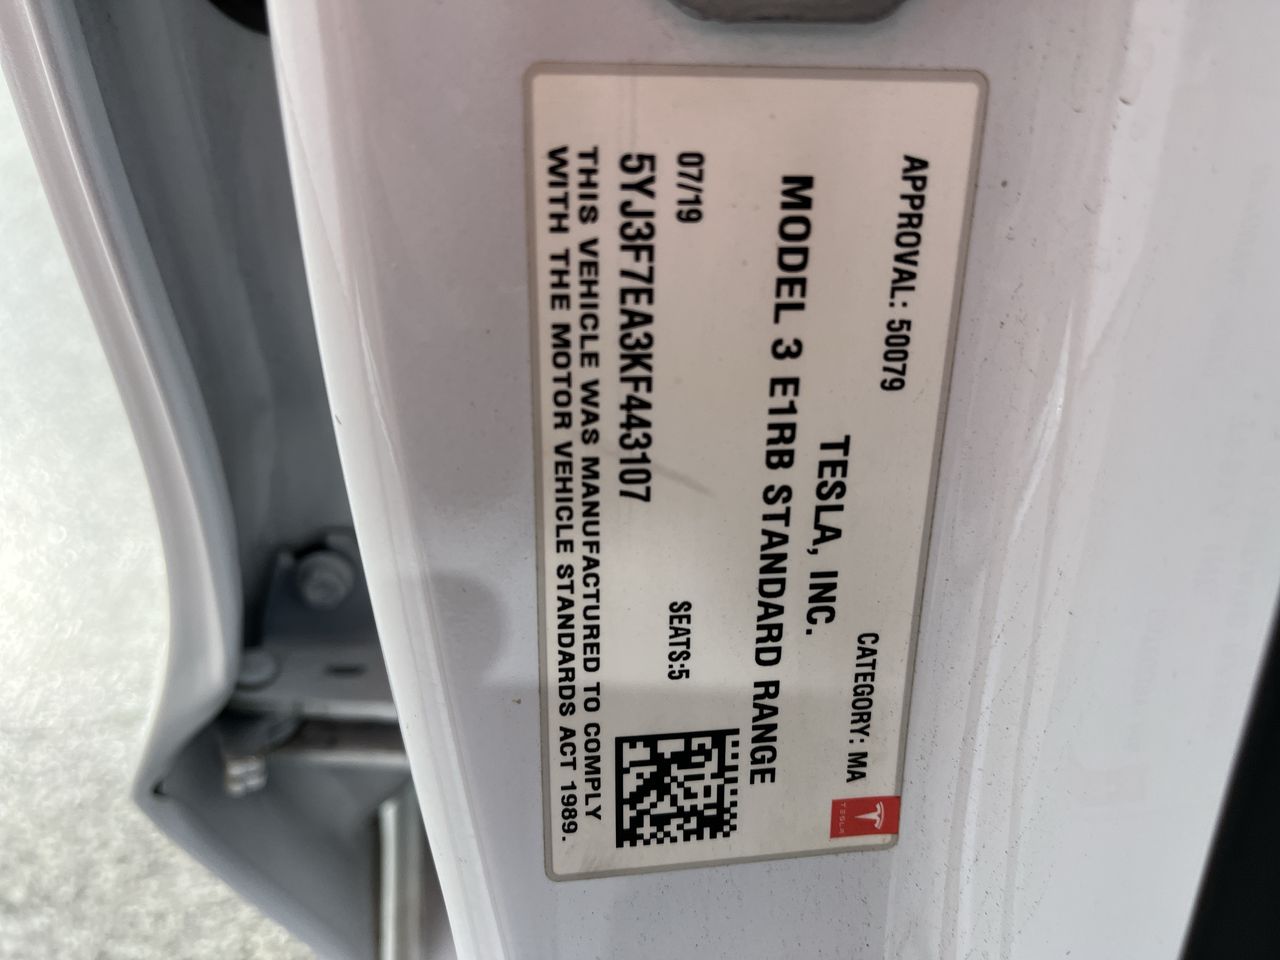 APPROVAL: 50079
CATEGORY: MA
TESLA
TESLA, INC.
MODEL 3 E1RB STANDARD RANGE
07/19
SEATS:5
5YJ3F7EA3KF443107
THIS VEHICLE WAS MANUFACTURED TO COMPLY
WITH THE MOTOR VEHICLE STANDARDS ACT 1989.